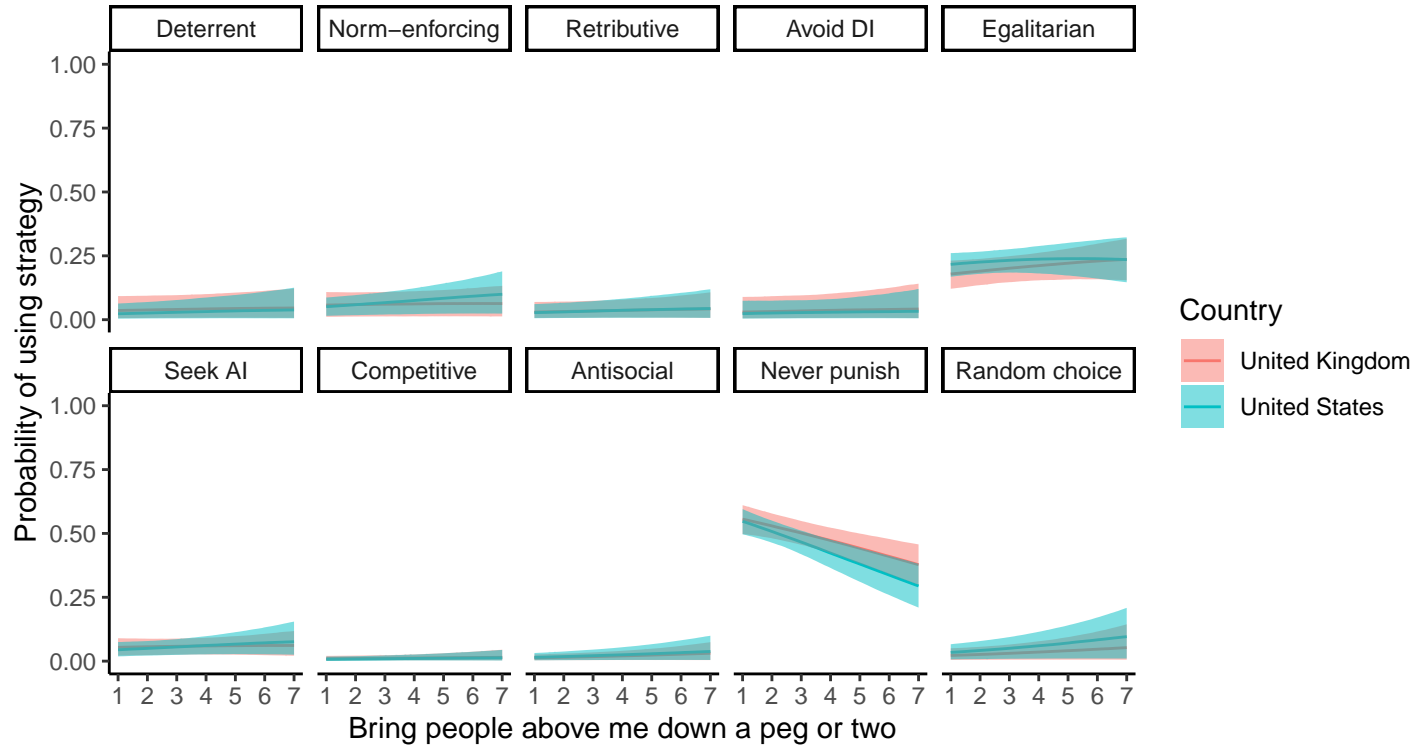 Deterrent Norm−enforcing Retributive Avoid DI Egalitarian
1.00
0.75
0.50
0.25
0.00
Seek AI Competitive Antisocial Never punish Random choice
1.00
0.75
0.50
0.25
0.00
1 2 3 4 5 6 7 1 2 3 4 5 6 7 1 2 3 4 5 6 7 1 2 3 4 5 6 7 1 2 3 4 5 6 7
Bring people above me down a peg or two
Probability of using strategy
Country
United Kingdom
United States